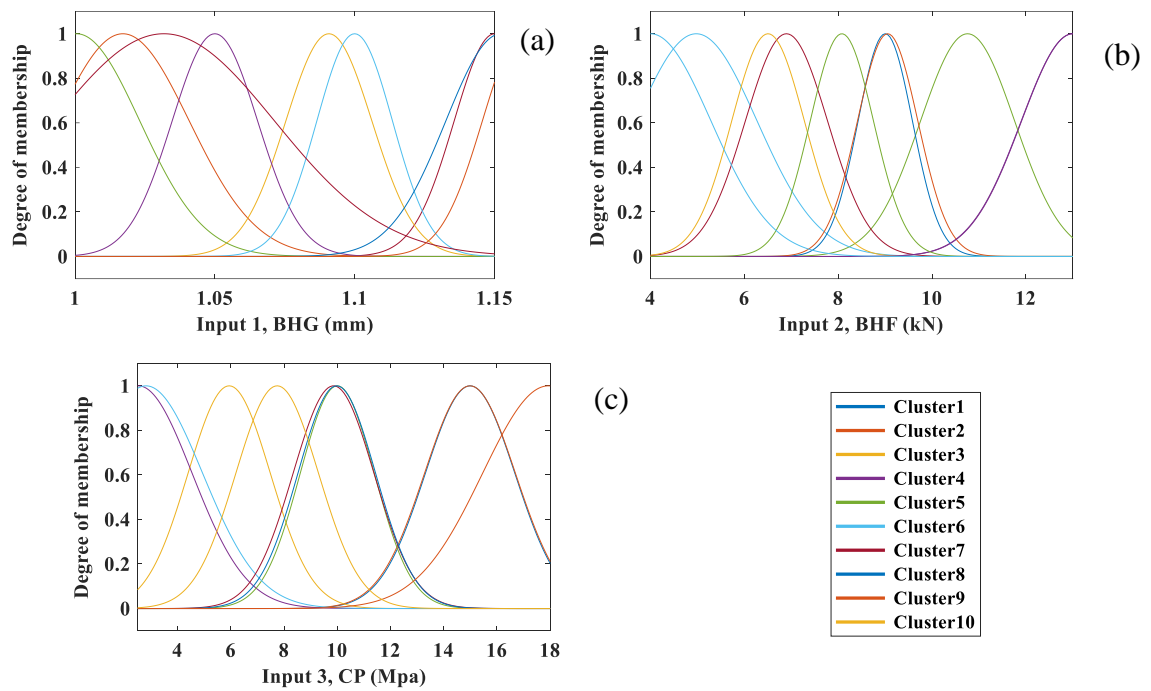 (a)
Degree of membership
1
0.8
0.6
0.4
0.2
0
1 1.05 1.1 1.15
Input 1, BHG (mm)
(b)
Degree of membership
1
0.8
0.6
0.4
0.2
0
4 6 8 10 12
Input 2, BHF (kN)
(c)
Degree of membership
1
0.8
0.6
0.4
0.2
0
4 6 8 10 12 14 16 18
Input 3, CP (Mpa)
Cluster1
Cluster2
Cluster3
Cluster4
Cluster5
Cluster6
Cluster7
Cluster8
Cluster9
Cluster10